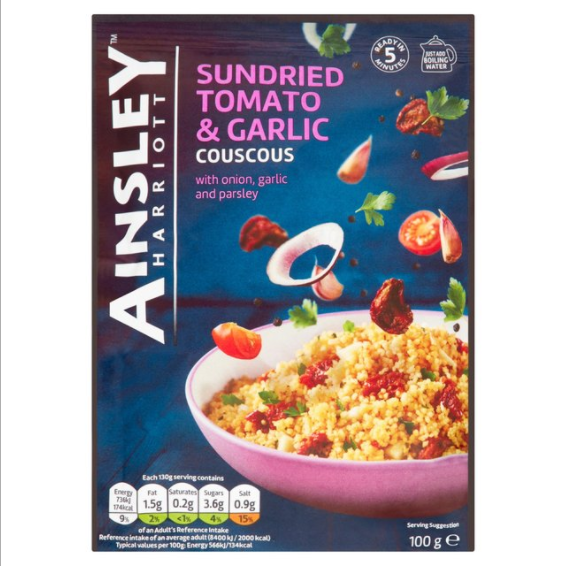 AINSLEY™
HARRIOTT
READY IN
5
MINUTES
JUST ADD
BOILING
WATER
SUNDRIED
TOMATO
& GARLIC
COUSCOUS
with onion, garlic
and parsley
Each 130g serving contains
Energy
736kJ
174kcal
9%
Fat
1.5g
2%
Saturates
0.2g
<1%
Sugars
3.6g
4%
Salt
0.9g
15%
of an Adult's Reference Intake
Reference intake of an average adult (8400 kJ / 2000 kcal)
Typical values per 100g: Energy 566kJ/134kcal
Serving Suggestion
100 g ℮